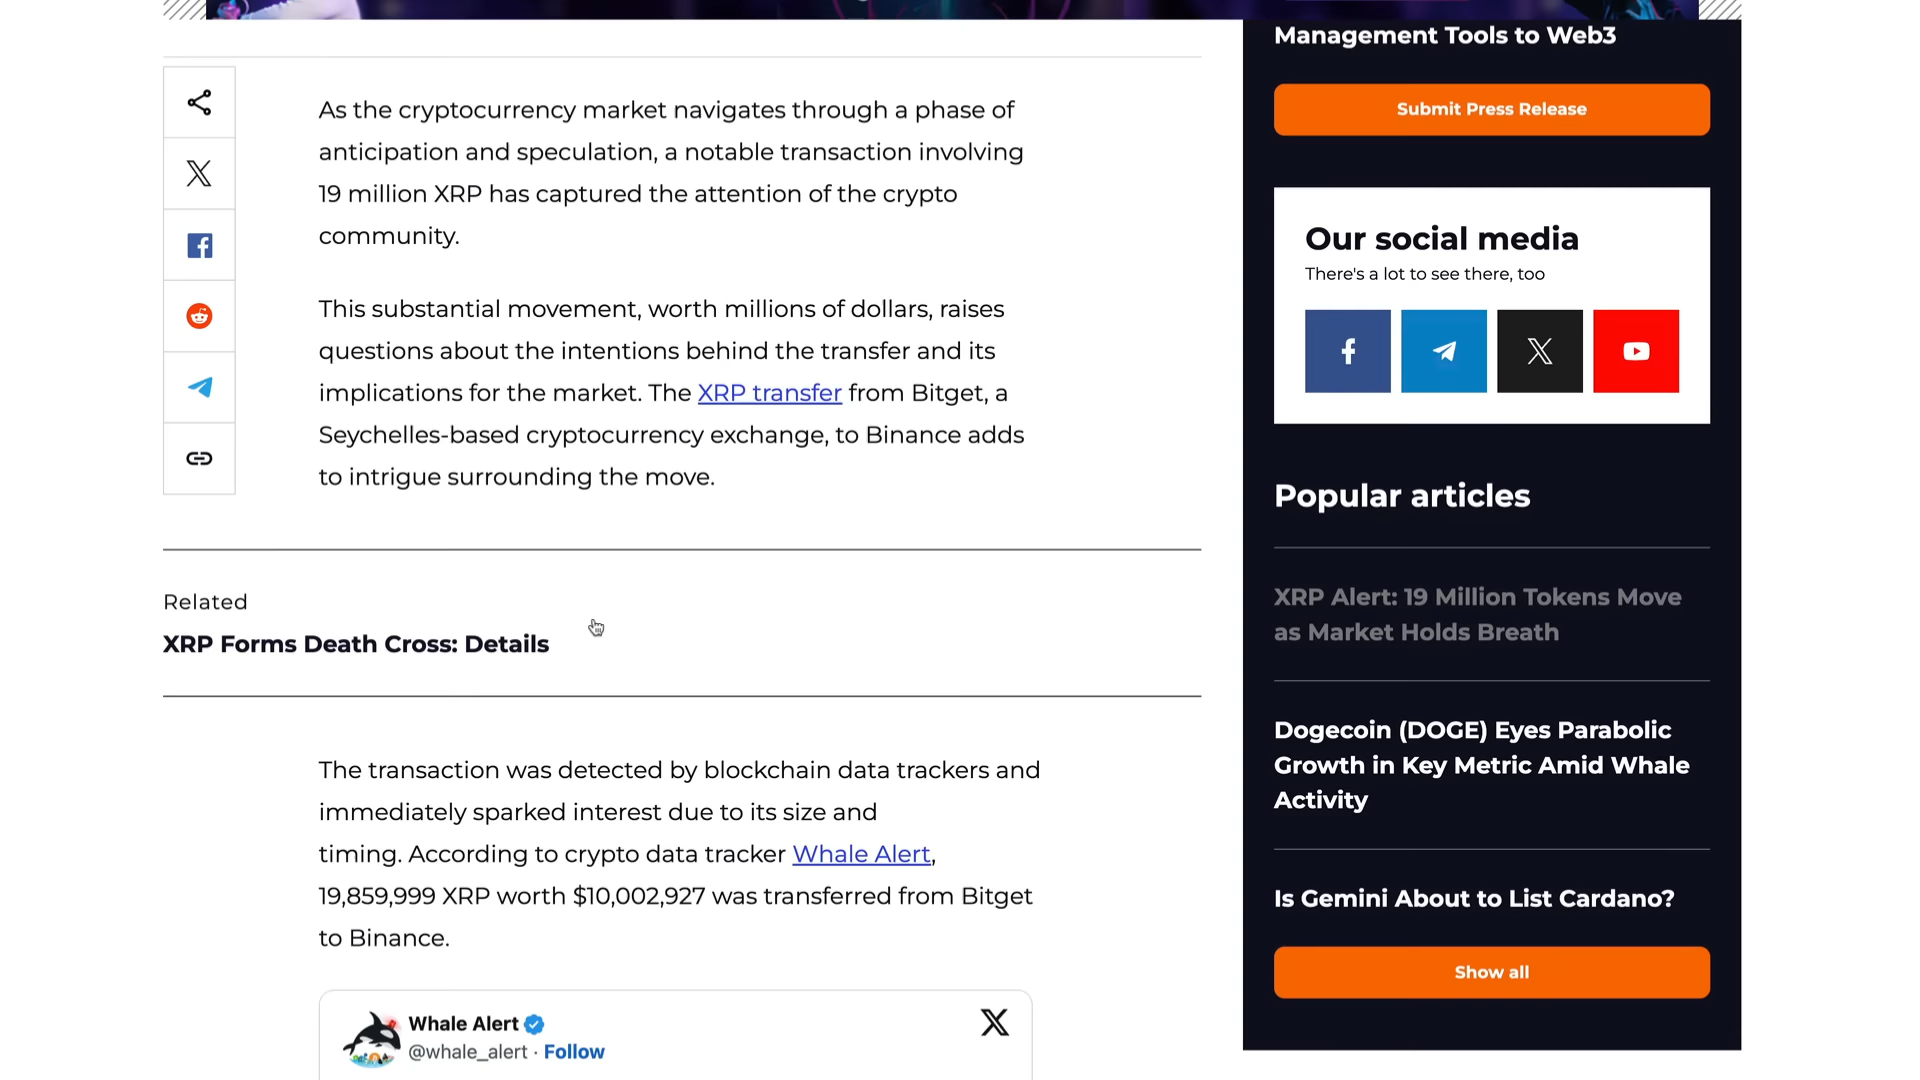 As the cryptocurrency market navigates through a phase of
anticipation and speculation, a notable transaction involving
19 million XRP has captured the attention of the crypto
community.
This substantial movement, worth millions of dollars, raises
questions about the intentions behind the transfer and its
implications for the market. The XRP transfer from Bitget, a
Seychelles-based cryptocurrency exchange, to Binance adds
to intrigue surrounding the move.
Related
XRP Forms Death Cross: Details
The transaction was detected by blockchain data trackers and
immediately sparked interest due to its size and
timing. According to crypto data tracker Whale Alert,
19,859,999 XRP worth $10,002,927 was transferred from Bitget
to Binance.
Whale Alert
@whale_alert · Follow
Management Tools to Web3
Submit Press Release
Our social media
There's a lot to see there, too
Popular articles
XRP Alert: 19 Million Tokens Move
as Market Holds Breath
Dogecoin (DOGE) Eyes Parabolic
Growth in Key Metric Amid Whale
Activity
Is Gemini About to List Cardano?
Show all